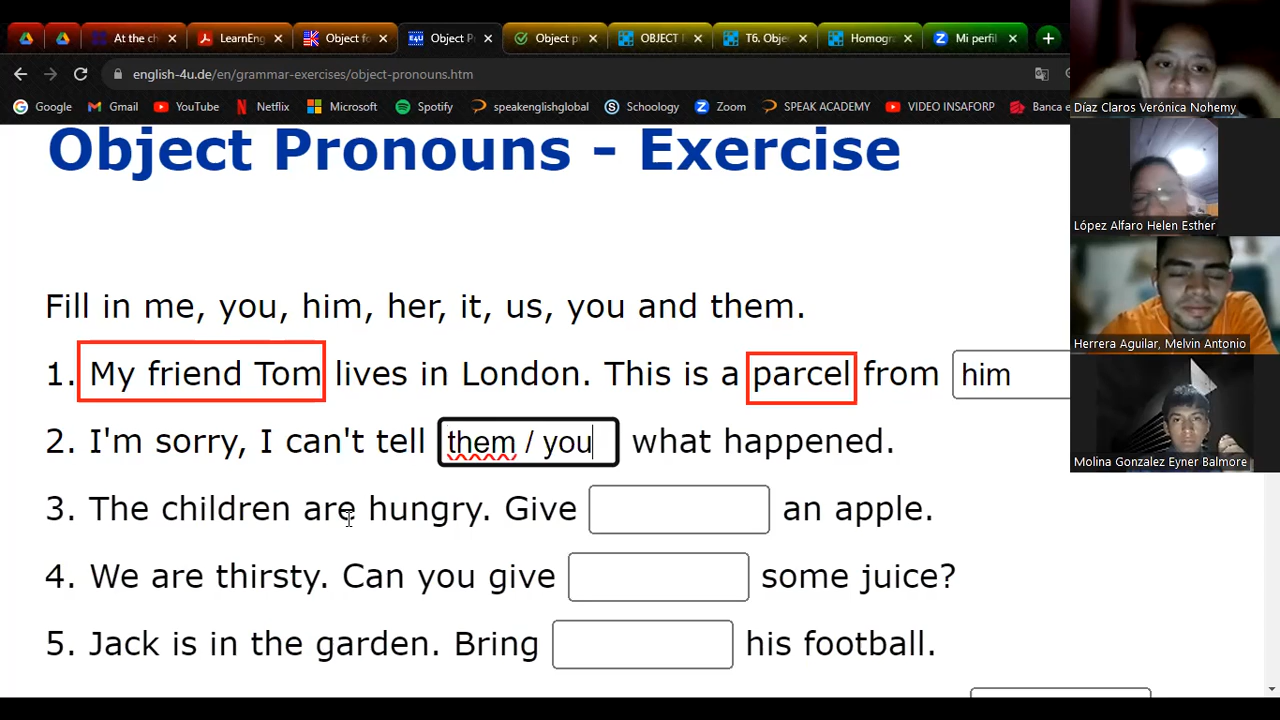 At the ch
LearnEng
Object fo
Object P
Object p
OBJECT
T6. Obje
Homogra
Mi perfil
english-4u.de/en/grammar-exercises/object-pronouns.htm
Google Gmail YouTube Netflix Microsoft Spotify speakenglishglobal Schoology Zoom SPEAK ACADEMY VIDEO INSAFORP Banca e
Object Pronouns - Exercise
Fill in me, you, him, her, it, us, you and them.
1. My friend Tom lives in London. This is a parcel from him
2. I'm sorry, I can't tell them / you what happened.
3. The children are hungry. Give an apple.
4. We are thirsty. Can you give some juice?
5. Jack is in the garden. Bring his football.
Díaz Claros Verónica Nohemy
López Alfaro Helen Esther
Herrera Aguilar, Melvin Antonio
Molina Gonzalez Eyner Balmore